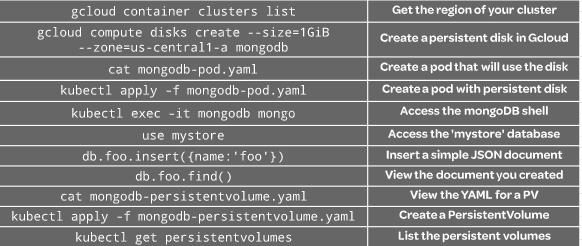 gcloud container clusters list
Get the region of your cluster
gcloud compute disks create --size=1GiB
--zone=us-central1-a mongodb
Create a persistent disk in Gcloud
cat mongodb-pod.yaml
Create a pod that will use the disk
kubectl apply -f mongodb-pod.yaml
Create a pod with persistent disk
kubectl exec -it mongodb mongo
Access the mongoDB shell
use mystore
Access the 'mystore' database
db.foo.insert({name:'foo'})
Insert a simple JSON document
db.foo.find()
View the document you created
cat mongodb-persistentvolume.yaml
View the YAML for a PV
kubectl apply -f mongodb-persistentvolume.yaml
Create a PersistentVolume
kubectl get persistentvolumes
List the persistent volumes